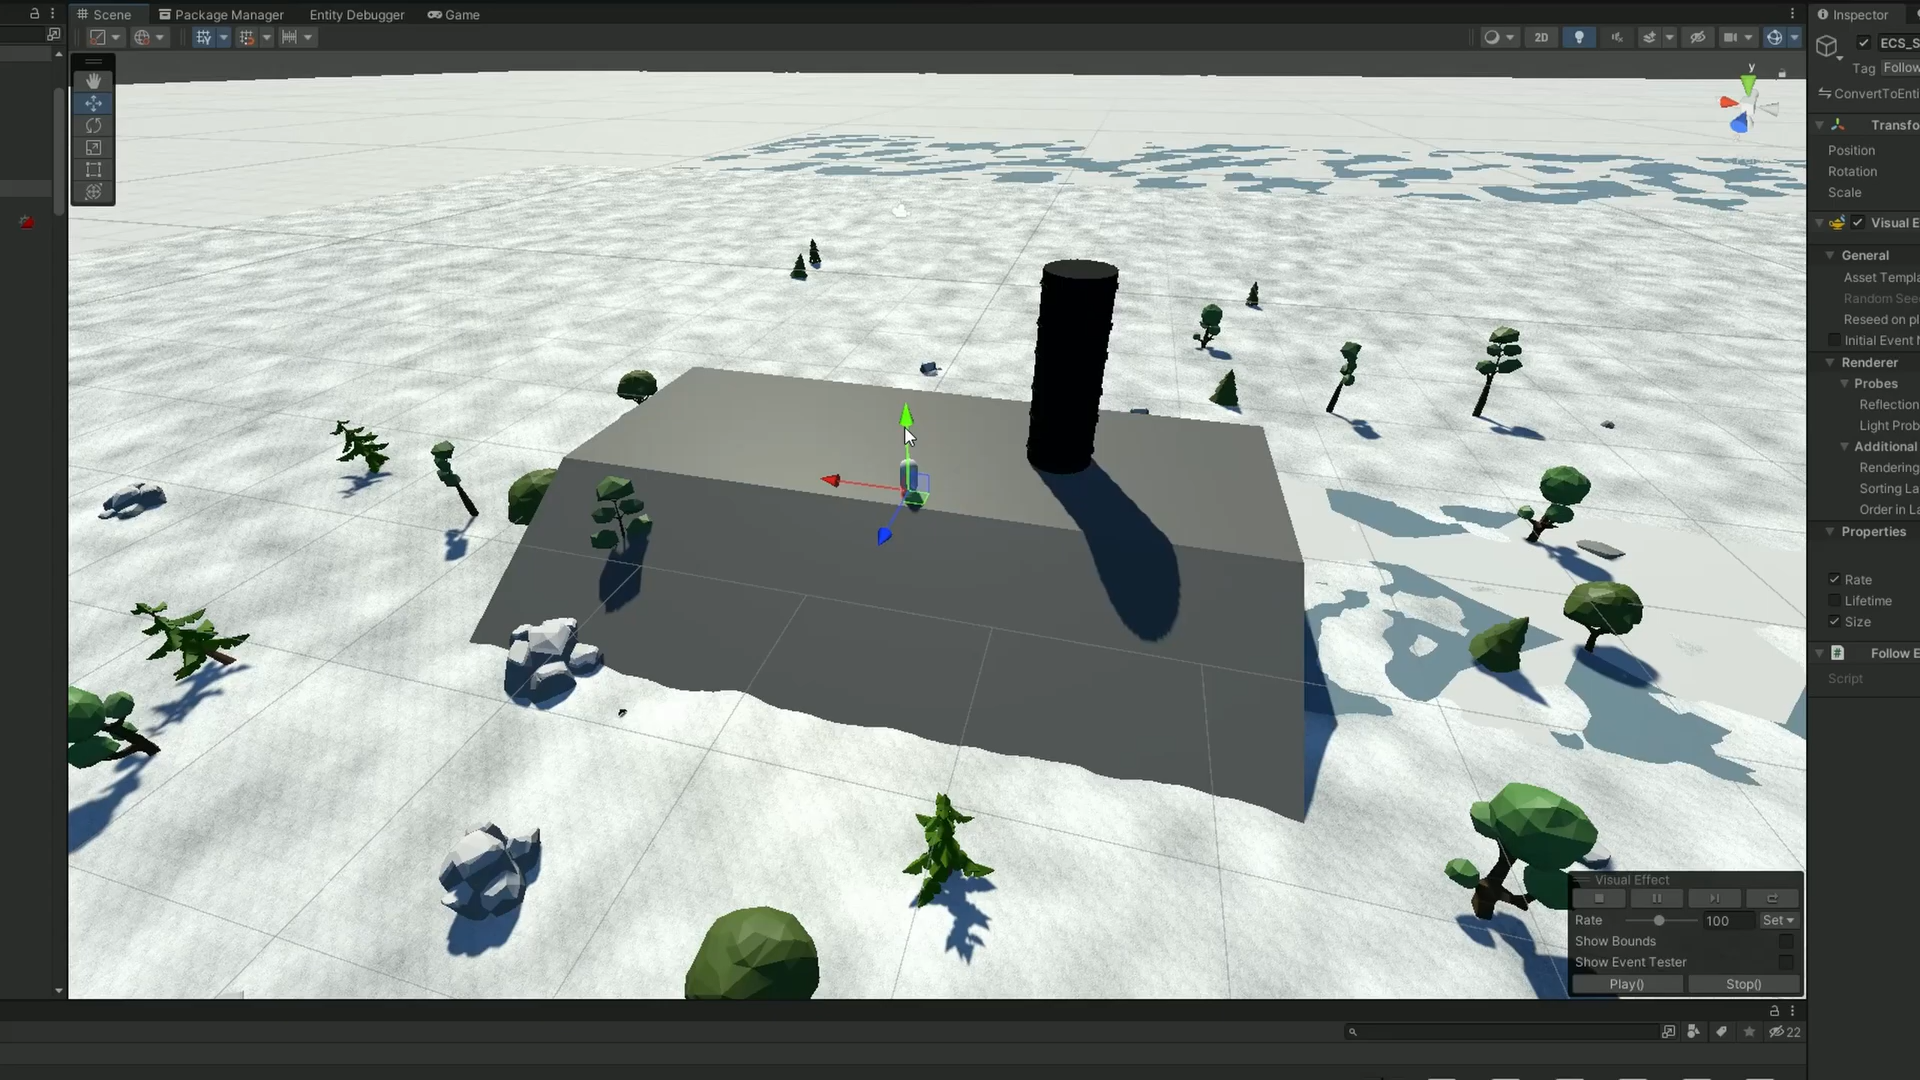 Scene
Package Manager
Entity Debugger
Game
Inspector
2D
ECS_S
Tag
Follow
ConvertToEnti
y
Transfo
Position
Rotation
Scale
Visual E
General
Asset Templa
Random See
Reseed on pl
Initial Event N
Renderer
Probes
Reflection
Light Prob
Additional
Rendering
Sorting La
Order in La
Properties
Rate
Lifetime
Size
Follow E
Script
Visual Effect
Rate
100
Set
Show Bounds
Show Event Tester
Play()
Stop()
22